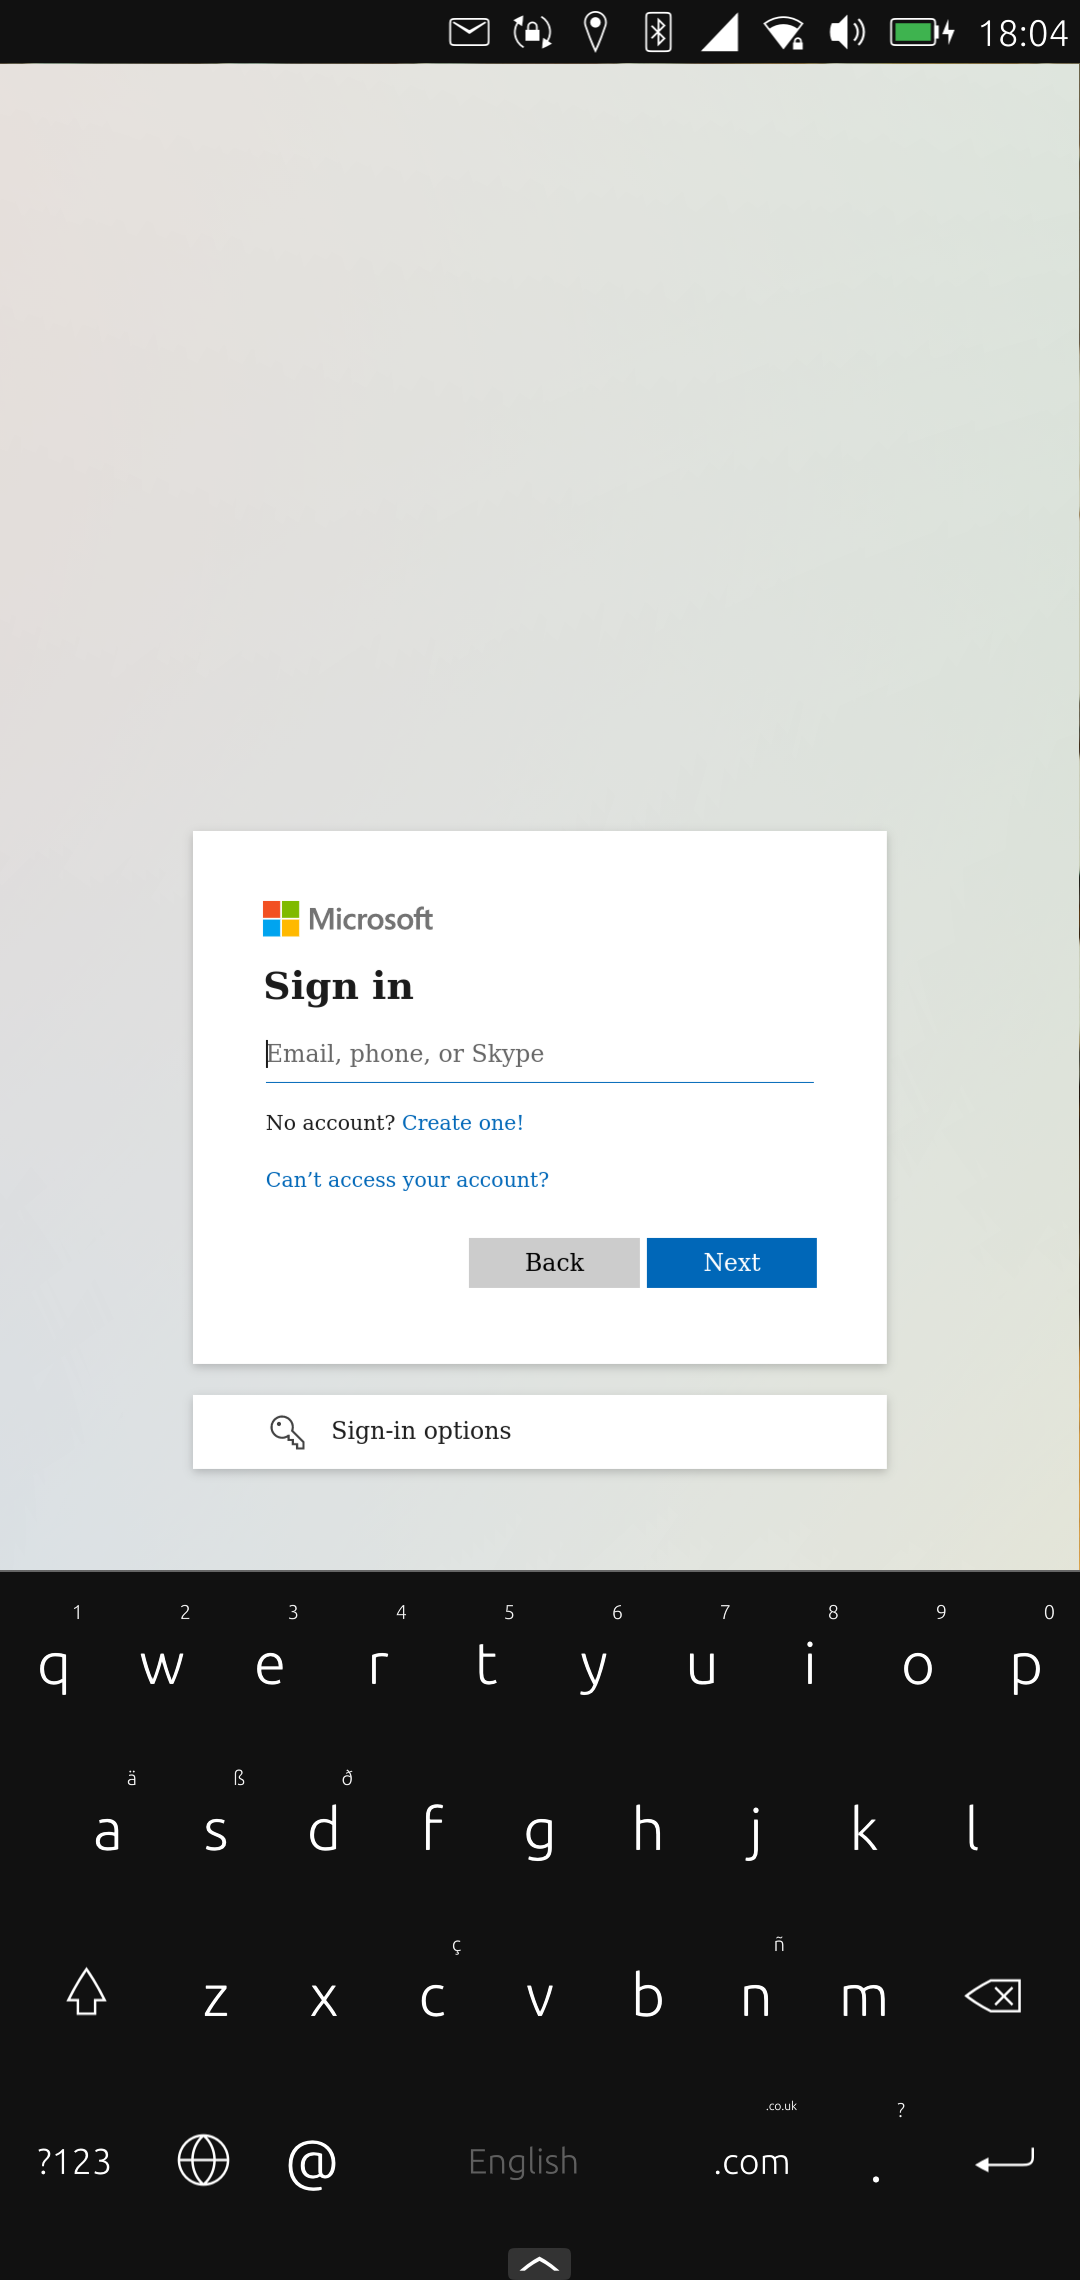 18:04
Microsoft
Sign in
Email, phone, or Skype
No account? Create one!
Can’t access your account?
Back Next
Sign-in options
1 2 3 4 5 6 7 8 9 0
q w e r t y u i o p
ä ß ð
a s d f g h j k l
ç ñ
z x c v b n m
.co.uk ?
?123 @ English .com .